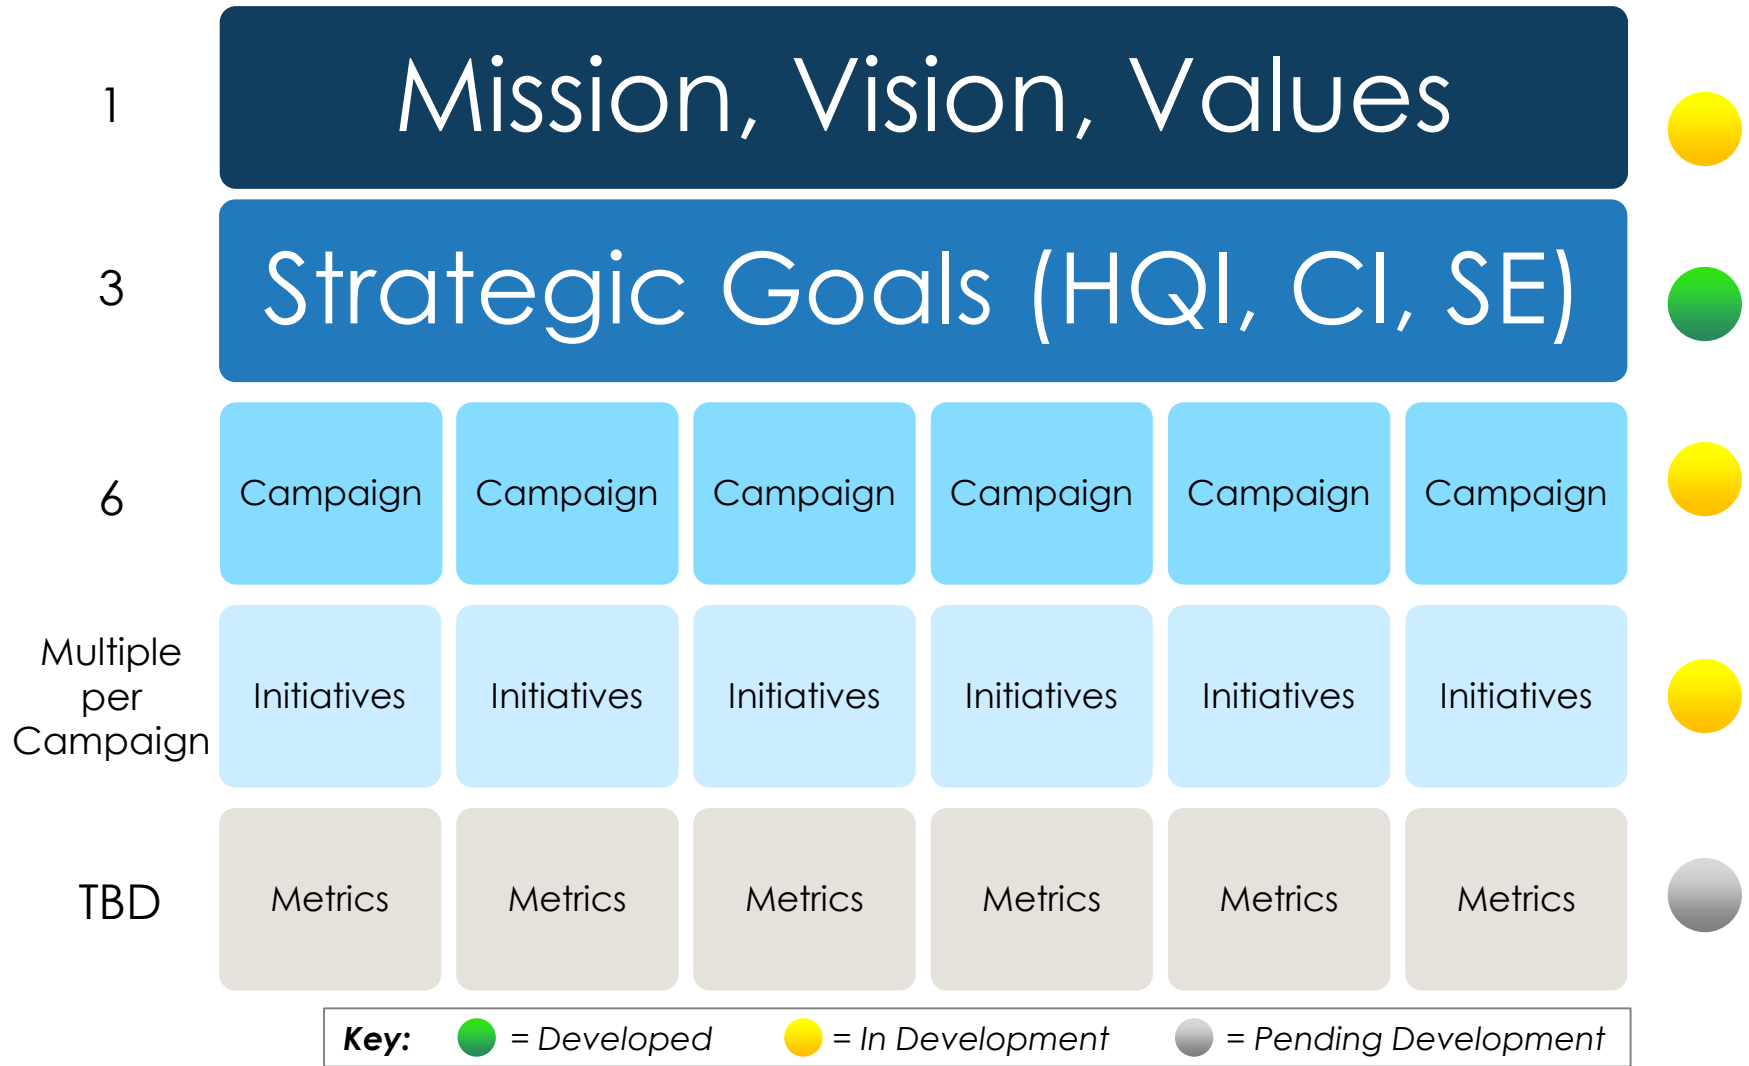 1
Mission, Vision, Values
3
Strategic Goals (HQI, CI, SE)
6
Campaign Campaign Campaign Campaign Campaign Campaign
Multiple
per
Campaign
Initiatives Initiatives Initiatives Initiatives Initiatives Initiatives
TBD
Metrics Metrics Metrics Metrics Metrics Metrics
Key: = Developed = In Development = Pending Development